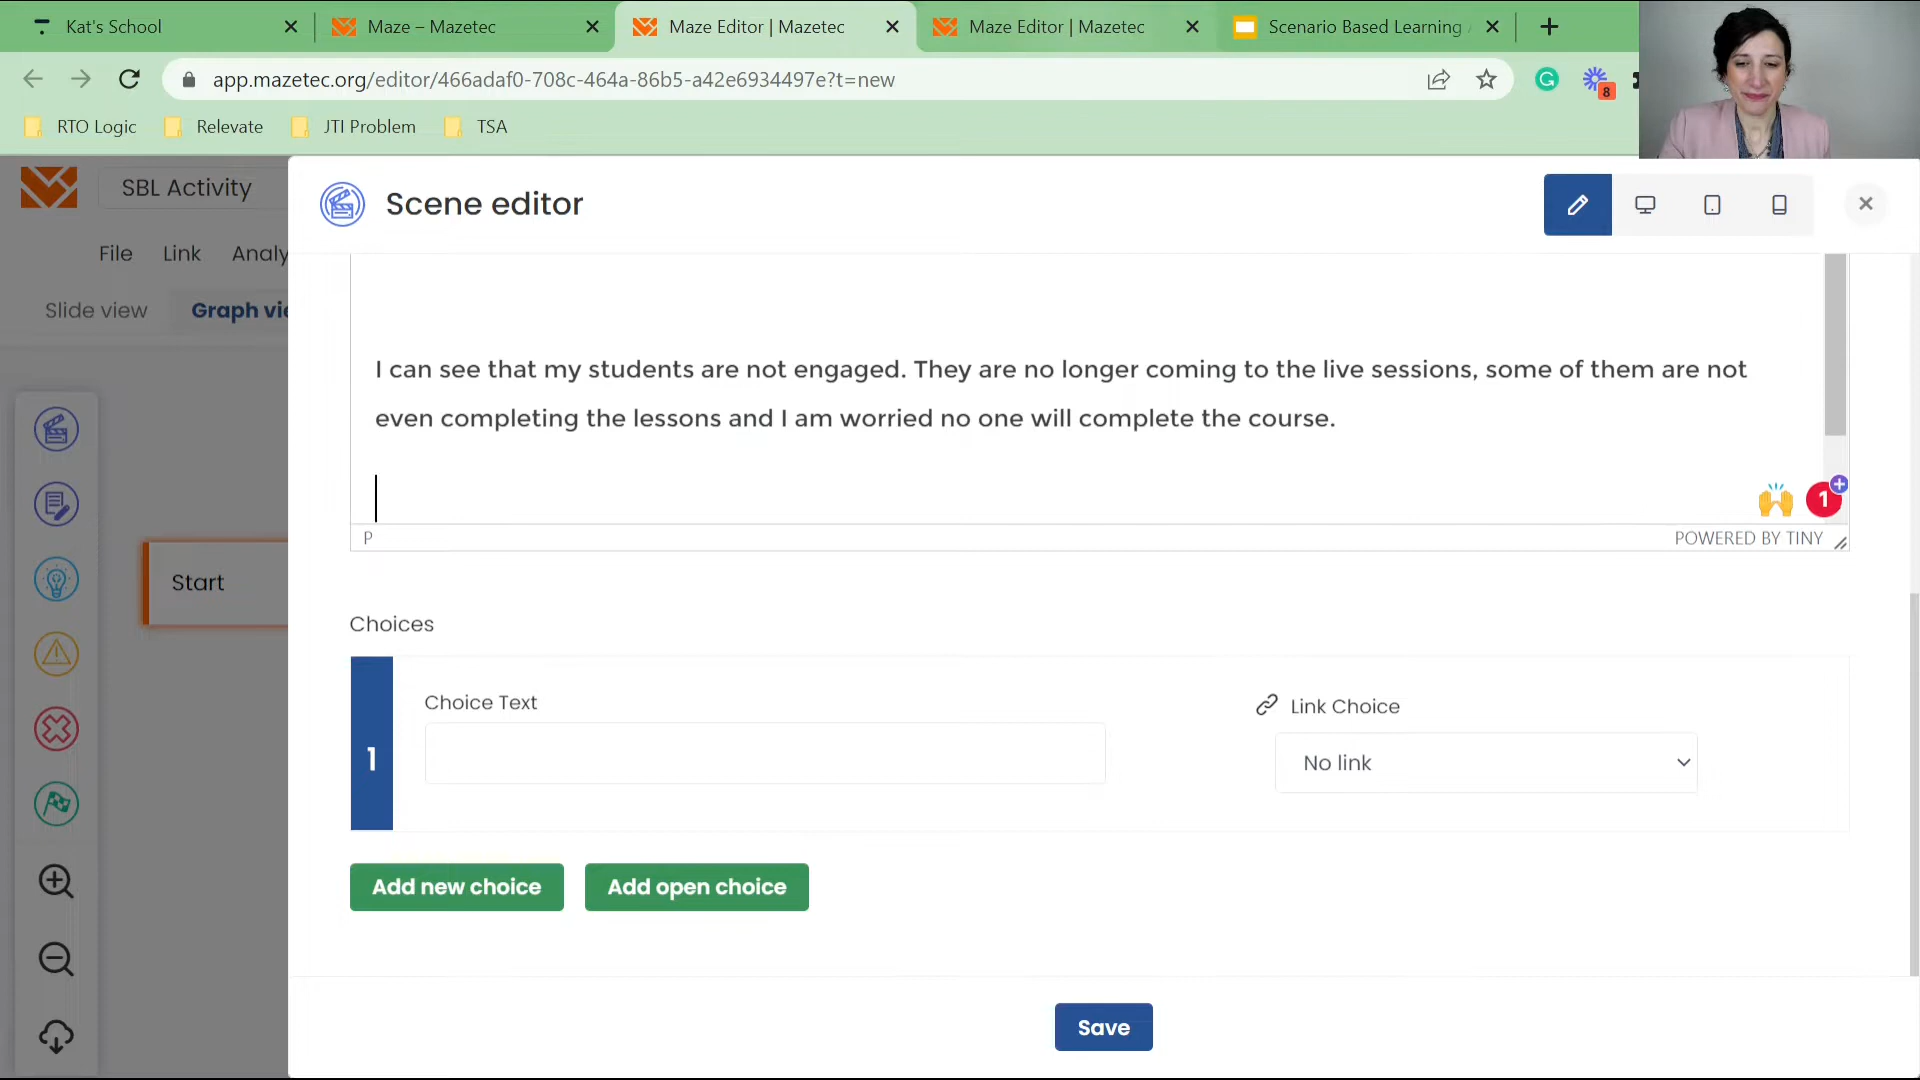 Kat's School
Maze – Mazetec
Maze Editor | Mazetec
Maze Editor | Mazetec
Scenario Based Learning
app.mazetec.org/editor/466adaf0-708c-464a-86b5-a42e6934497e?t=new
8
RTO Logic
Relevate
JTI Problem
TSA
SBL Activity
Scene editor
File
Link
Analy
Slide view
Graph vie
I can see that my students are not engaged. They are no longer coming to the live sessions, some of them are not
even completing the lessons and I am worried no one will complete the course.
1
P
POWERED BY TINY
Start
Choices
Choice Text
Link Choice
1
No link
Add new choice
Add open choice
Save